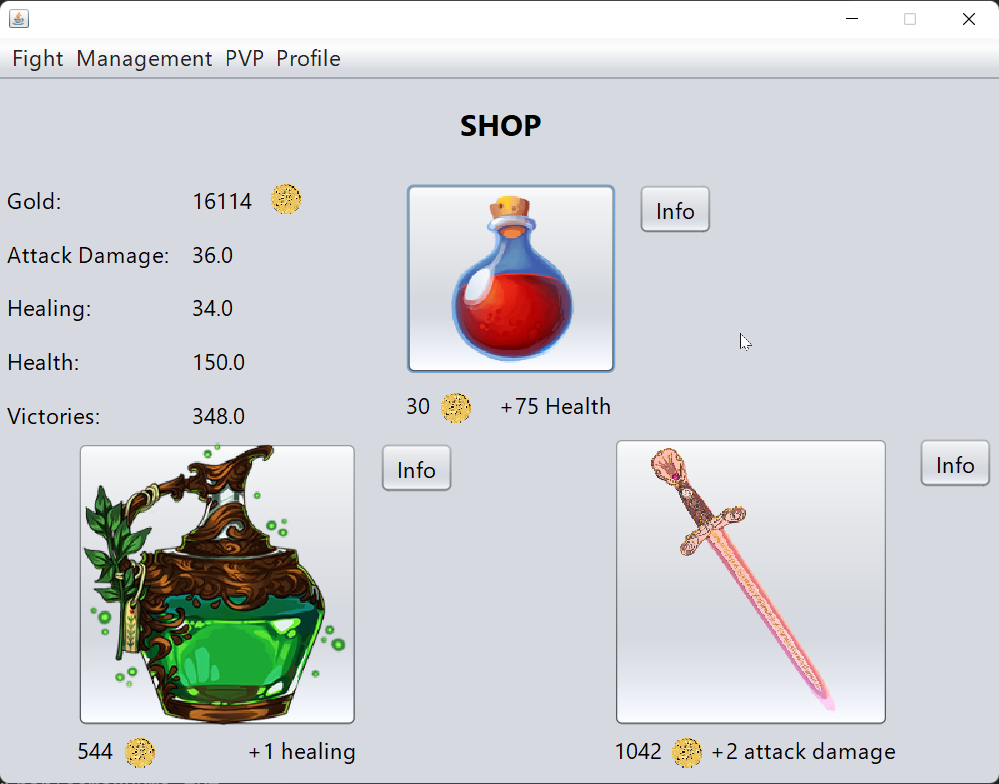 Fight Management PVP Profile
SHOP
Gold: 16114
Info
Attack Damage: 36.0
Healing: 34.0
Health: 150.0
30 +75 Health
Victories: 348.0
Info
Info
544 +1 healing
1042 +2 attack damage